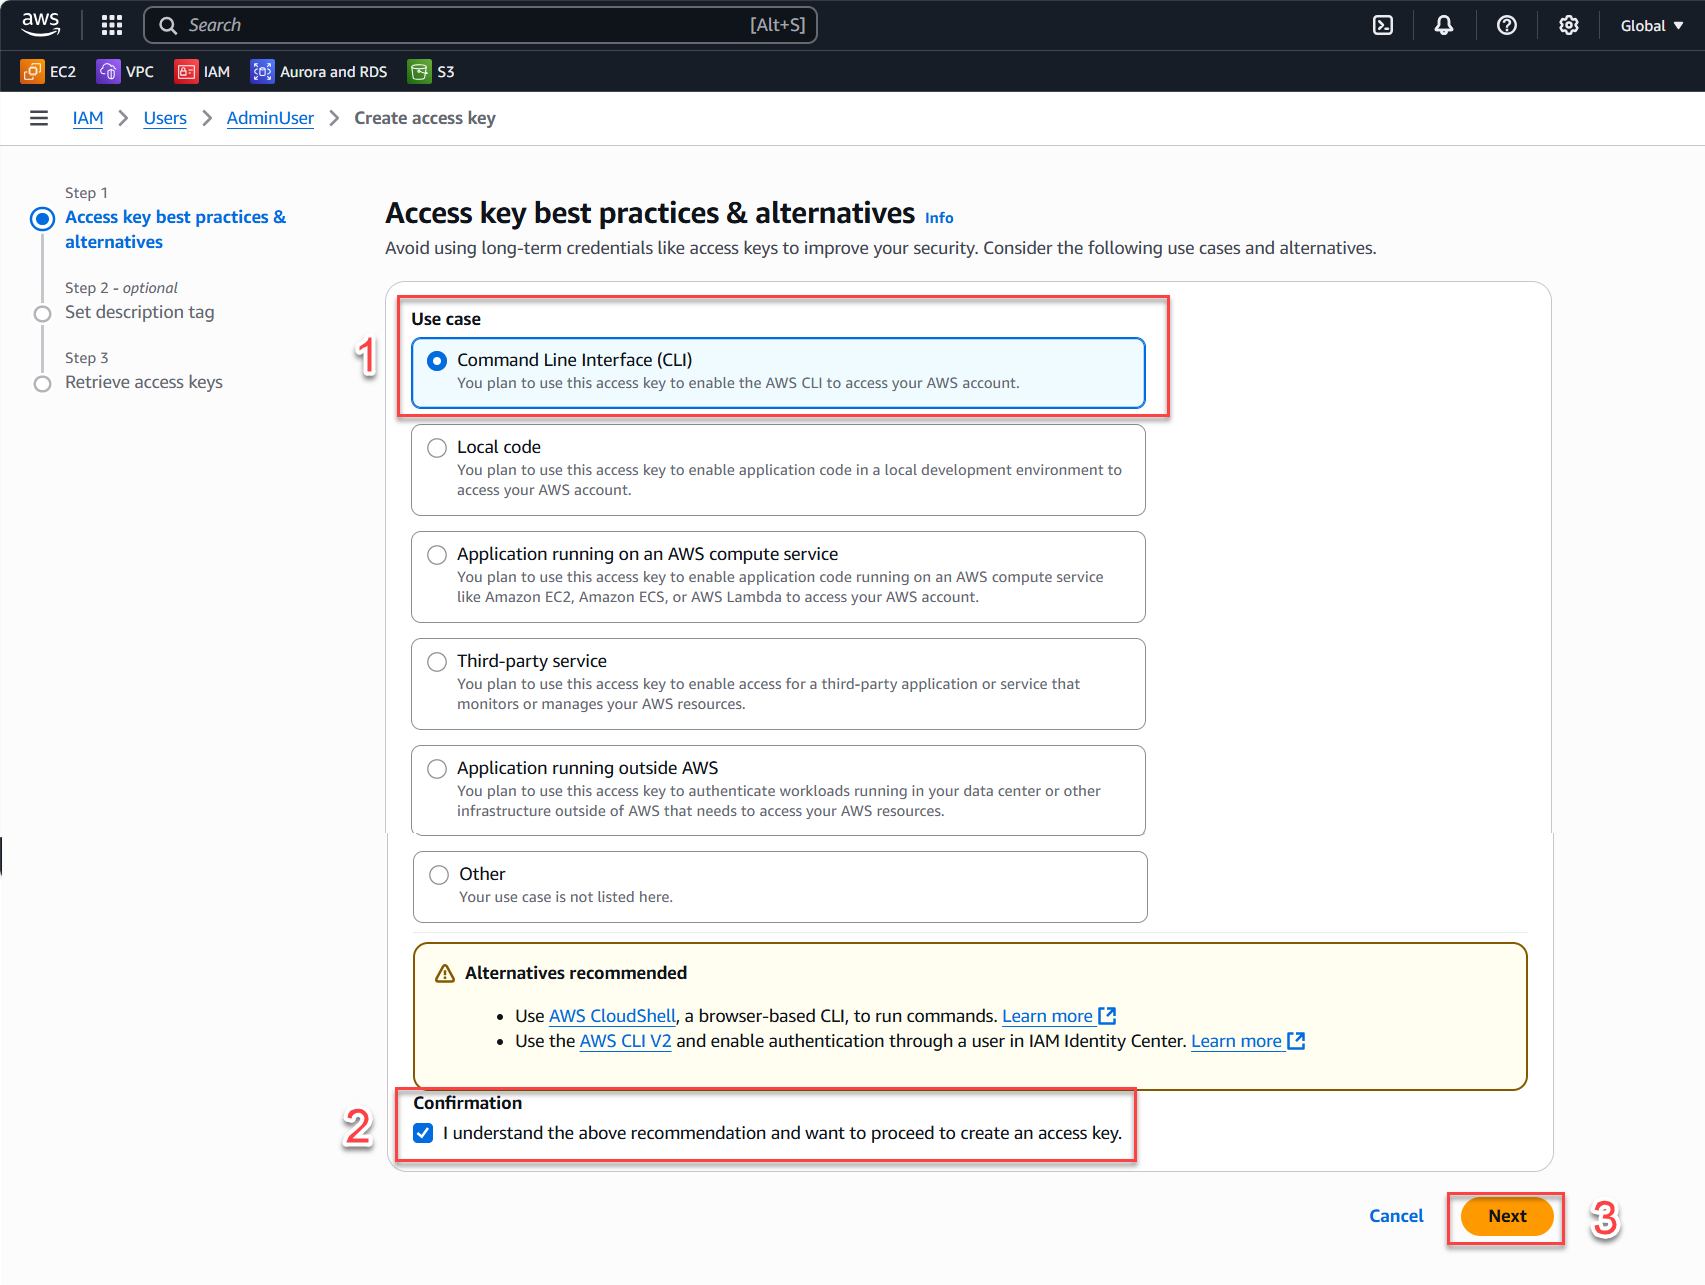 aws
Search [Alt+S]
Global
EC2 VPC IAM Aurora and RDS S3
IAM Users AdminUser Create access key
Step 1
Access key best practices &
alternatives
Step 2 - optional
Set description tag
Step 3
Retrieve access keys
Access key best practices & alternatives Info
Avoid using long-term credentials like access keys to improve your security. Consider the following use cases and alternatives.
1
Use case
Command Line Interface (CLI)
You plan to use this access key to enable the AWS CLI to access your AWS account.
Local code
You plan to use this access key to enable application code in a local development environment to
access your AWS account.
Application running on an AWS compute service
You plan to use this access key to enable application code running on an AWS compute service
like Amazon EC2, Amazon ECS, or AWS Lambda to access your AWS account.
Third-party service
You plan to use this access key to enable access for a third-party application or service that
monitors or manages your AWS resources.
Application running outside AWS
You plan to use this access key to authenticate workloads running in your data center or other
infrastructure outside of AWS that needs to access your AWS resources.
Other
Your use case is not listed here.
Alternatives recommended
• Use AWS CloudShell, a browser-based CLI, to run commands. Learn more
• Use the AWS CLI V2 and enable authentication through a user in IAM Identity Center. Learn more
2
Confirmation
I understand the above recommendation and want to proceed to create an access key.
Cancel Next 3